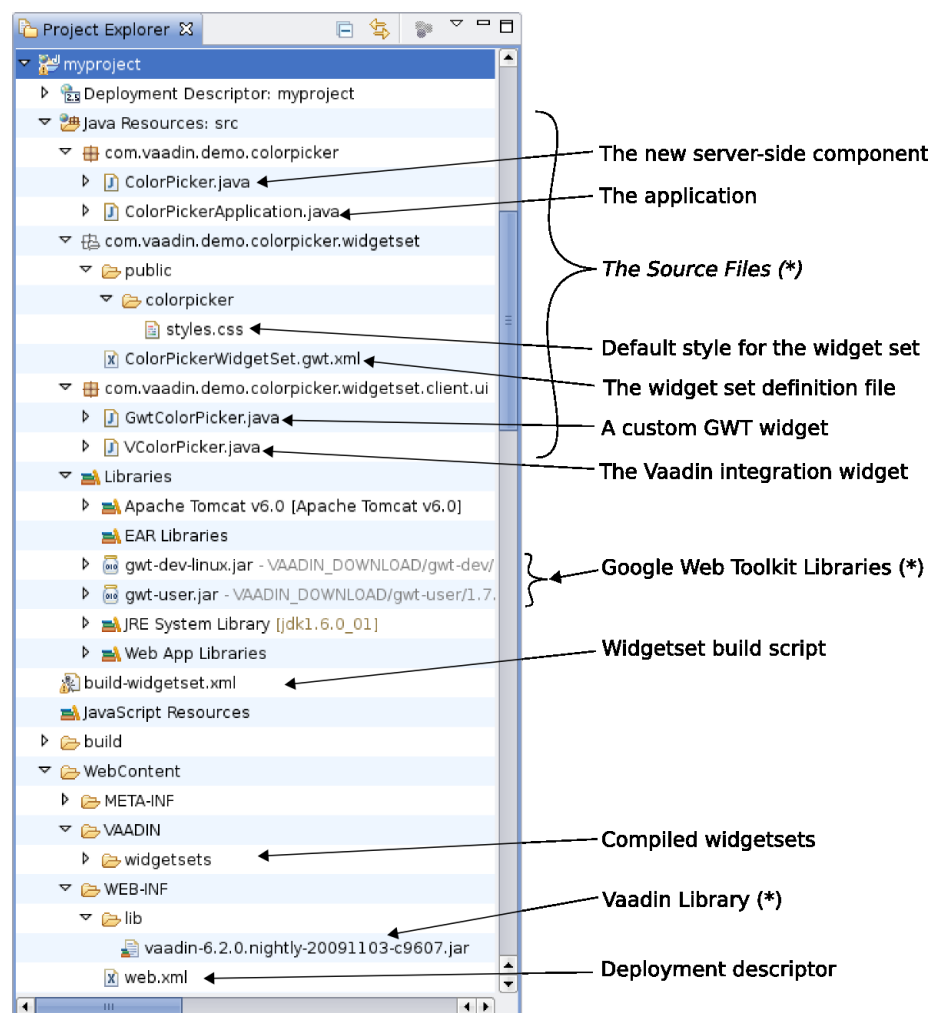 Project Explorer
myproject
Deployment Descriptor: myproject
2.5
Java Resources: src
com.vaadin.demo.colorpicker
The new server-side component
ColorPicker.java
The application
ColorPickerApplication.java
com.vaadin.demo.colorpicker.widgetset
The Source Files (*)
public
colorpicker
styles.css
Default style for the widget set
ColorPickerWidgetSet.gwt.xml
The widget set definition file
com.vaadin.demo.colorpicker.widgetset.client.ui
GwtColorPicker.java
A custom GWT widget
VColorPicker.java
The Vaadin integration widget
Libraries
Apache Tomcat v6.0 [Apache Tomcat v6.0]
EAR Libraries
gwt-dev-linux.jar - VAADIN_DOWNLOAD/gwt-dev/
Google Web Toolkit Libraries (*)
gwt-user.jar - VAADIN_DOWNLOAD/gwt-user/1.7.
JRE System Library [jdk1.6.0_01]
Web App Libraries
Widgetset build script
build-widgetset.xml
JavaScript Resources
build
WebContent
META-INF
VAADIN
Compiled widgetsets
widgetsets
WEB-INF
Vaadin Library (*)
lib
vaadin-6.2.0.nightly-20091103-c9607.jar
Deployment descriptor
web.xml